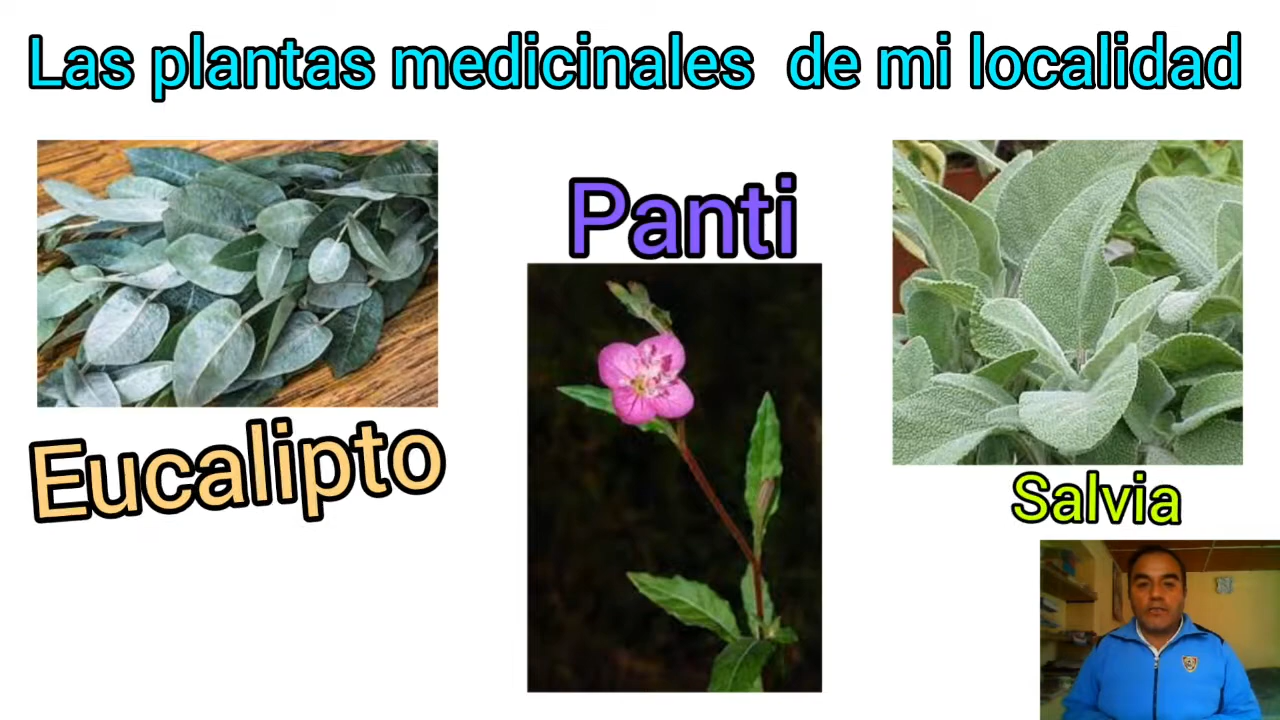 Las plantas medicinales de mi localidad
Panti
Eucalipto
Salvia